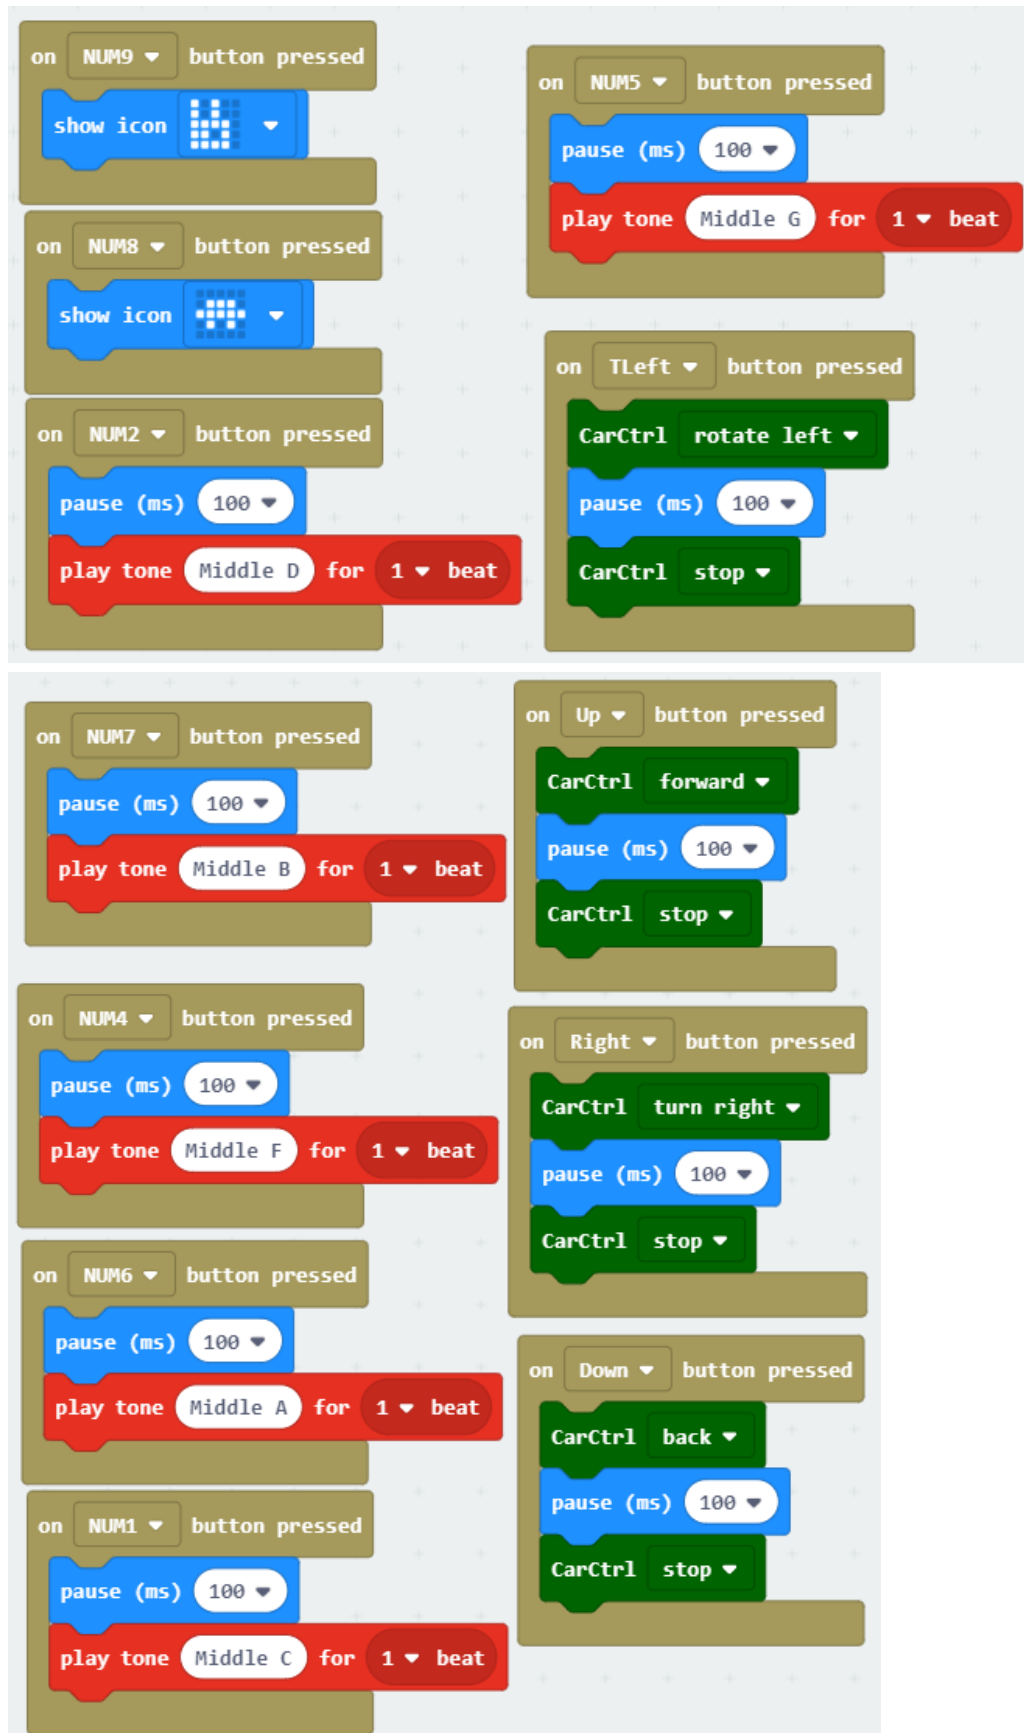 on NUM9 button pressed
show icon
on NUM8 button pressed
show icon
on NUM2 button pressed
pause (ms) 100
play tone Middle D for 1 beat
on NUM5 button pressed
pause (ms) 100
play tone Middle G for 1 beat
on TLeft button pressed
CarCtrl rotate left
pause (ms) 100
CarCtrl stop
on NUM7 button pressed
pause (ms) 100
play tone Middle B for 1 beat
on NUM4 button pressed
pause (ms) 100
play tone Middle F for 1 beat
on NUM6 button pressed
pause (ms) 100
play tone Middle A for 1 beat
on NUM1 button pressed
pause (ms) 100
play tone Middle C for 1 beat
on Up button pressed
CarCtrl forward
pause (ms) 100
CarCtrl stop
on Right button pressed
CarCtrl turn right
pause (ms) 100
CarCtrl stop
on Down button pressed
CarCtrl back
pause (ms) 100
CarCtrl stop